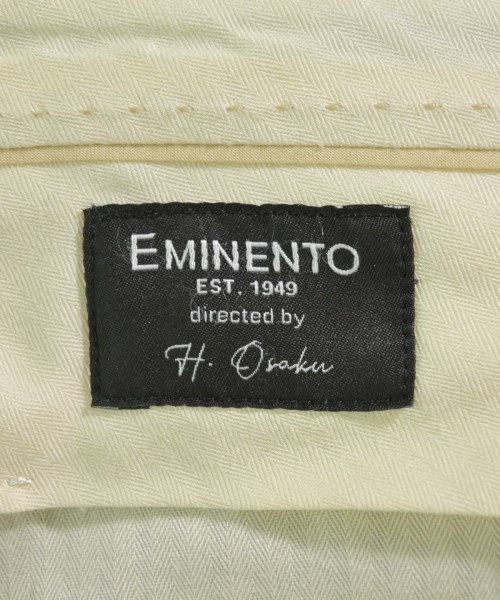 EMINENTO
EST. 1949
directed by
H. Osaku